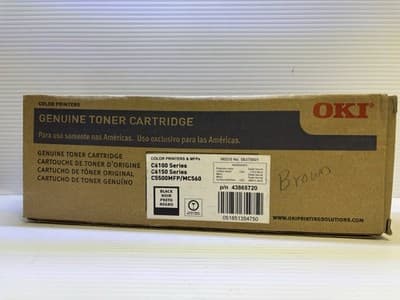 COLOR PRINTERS
GENUINE TONER CARTRIDGE
OKI
Para uso somente nas Américas. Uso exclusivo para las Américas.
GENUINE TONER CARTRIDGE
CARTOUCHE DE TONER D'ORIGINE
CARTUCHO DE TÓNER ORIGINAL
CARTUCHO DE TONER GENUÍNO
COLOR PRINTERS & MFPs
C6100 Series
C6150 Series
C5500MFP/MC560
BLACK
NOIR
PRETO
NEGRO
p/n 43865720
051851354750
Brown
WWW.OKIPRINTINGSOLUTIONS.COM